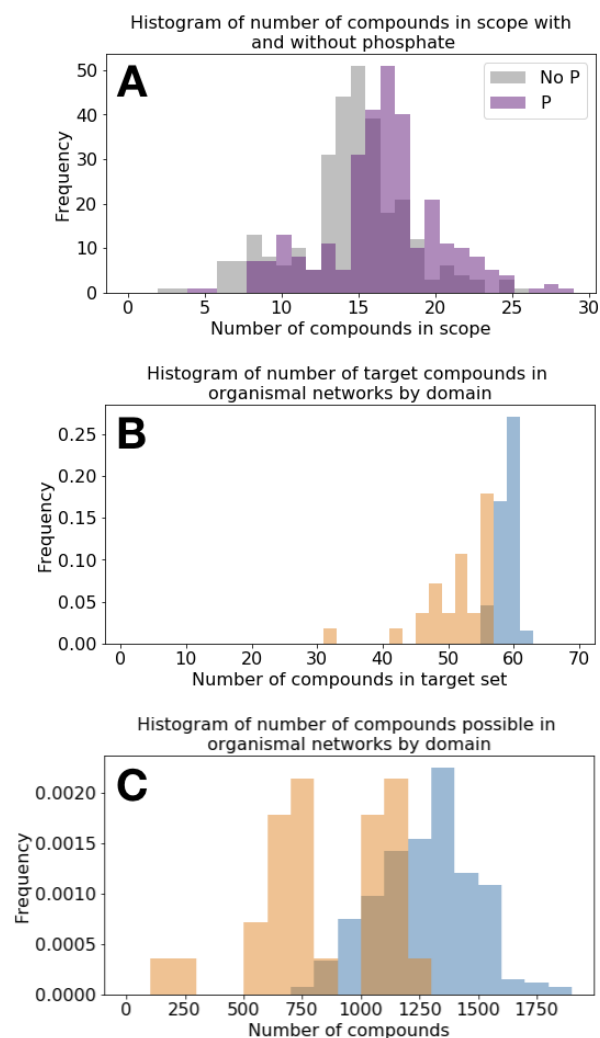 Histogram of number of compounds in scope with
and without phosphate
A
No P
P
50
40
30
20
10
0
Frequency
0 5 10 15 20 25 30
Number of compounds in scope
Histogram of number of target compounds in
organismal networks by domain
B
0.25
0.20
0.15
0.10
0.05
0.00
Frequency
0 10 20 30 40 50 60 70
Number of compounds in target set
Histogram of number of compounds possible in
organismal networks by domain
C
0.0020
0.0015
0.0010
0.0005
0.0000
Frequency
0 250 500 750 1000 1250 1500 1750
Number of compounds